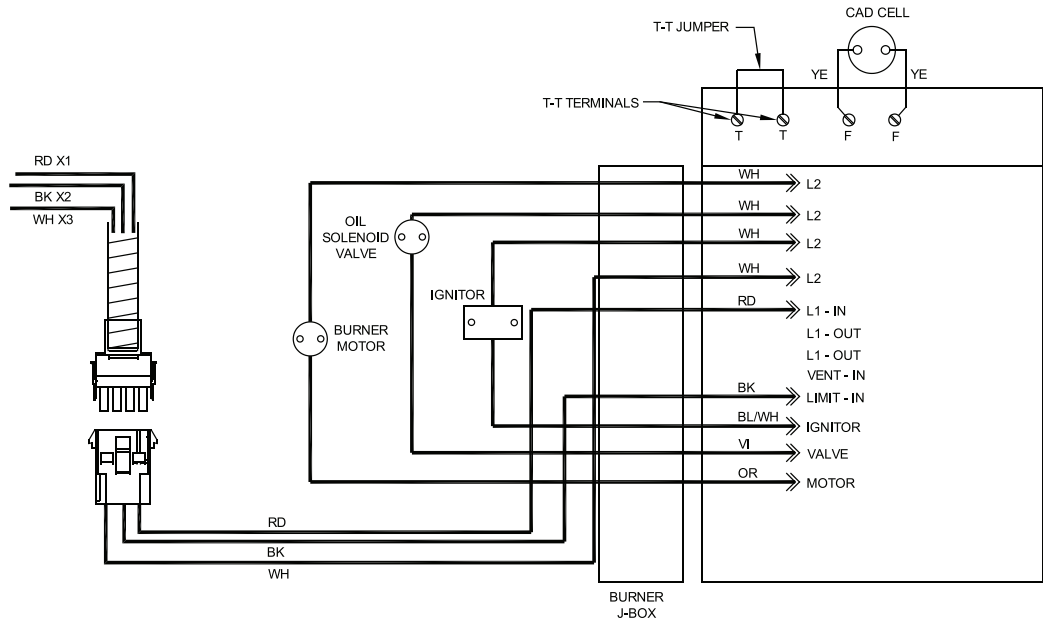 CAD CELL
T-T JUMPER
YE
YE
T-T TERMINALS
T
T
F
F
RD X1
BK X2
WH X3
WH
L2
WH
L2
OIL
SOLENOID
VALVE
WH
L2
WH
L2
IGNITOR
RD
L1 - IN
BURNER
MOTOR
L1 - OUT
L1 - OUT
VENT - IN
BK
LIMIT - IN
BL/WH
IGNITOR
VI
VALVE
OR
MOTOR
RD
BK
WH
BURNER
J-BOX